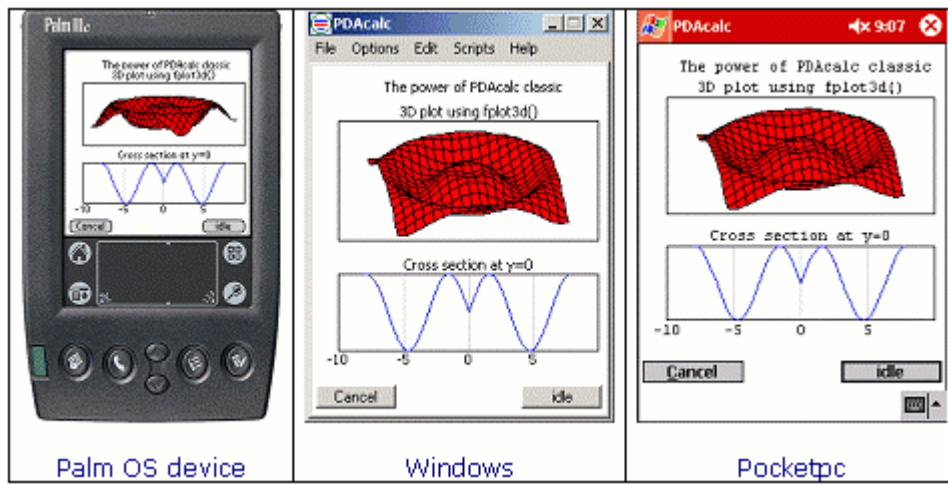 Palm IIIc
The power of PDAcalc classic
3D plot using fplot3d()
Cross section at y=0
-10 -5 0 5
Cancel idle
Palm OS device
PDAcalc
File Options Edit Scripts Help
The power of PDAcalc classic
3D plot using fplot3d()
Cross section at y=0
-10 -5 0 5
Cancel idle
Windows
PDAcalc 9:07
The power of PDAcalc classic
3D plot using fplot3d()
Cross section at y=0
-10 -5 0 5
Cancel idle
Pocketpc